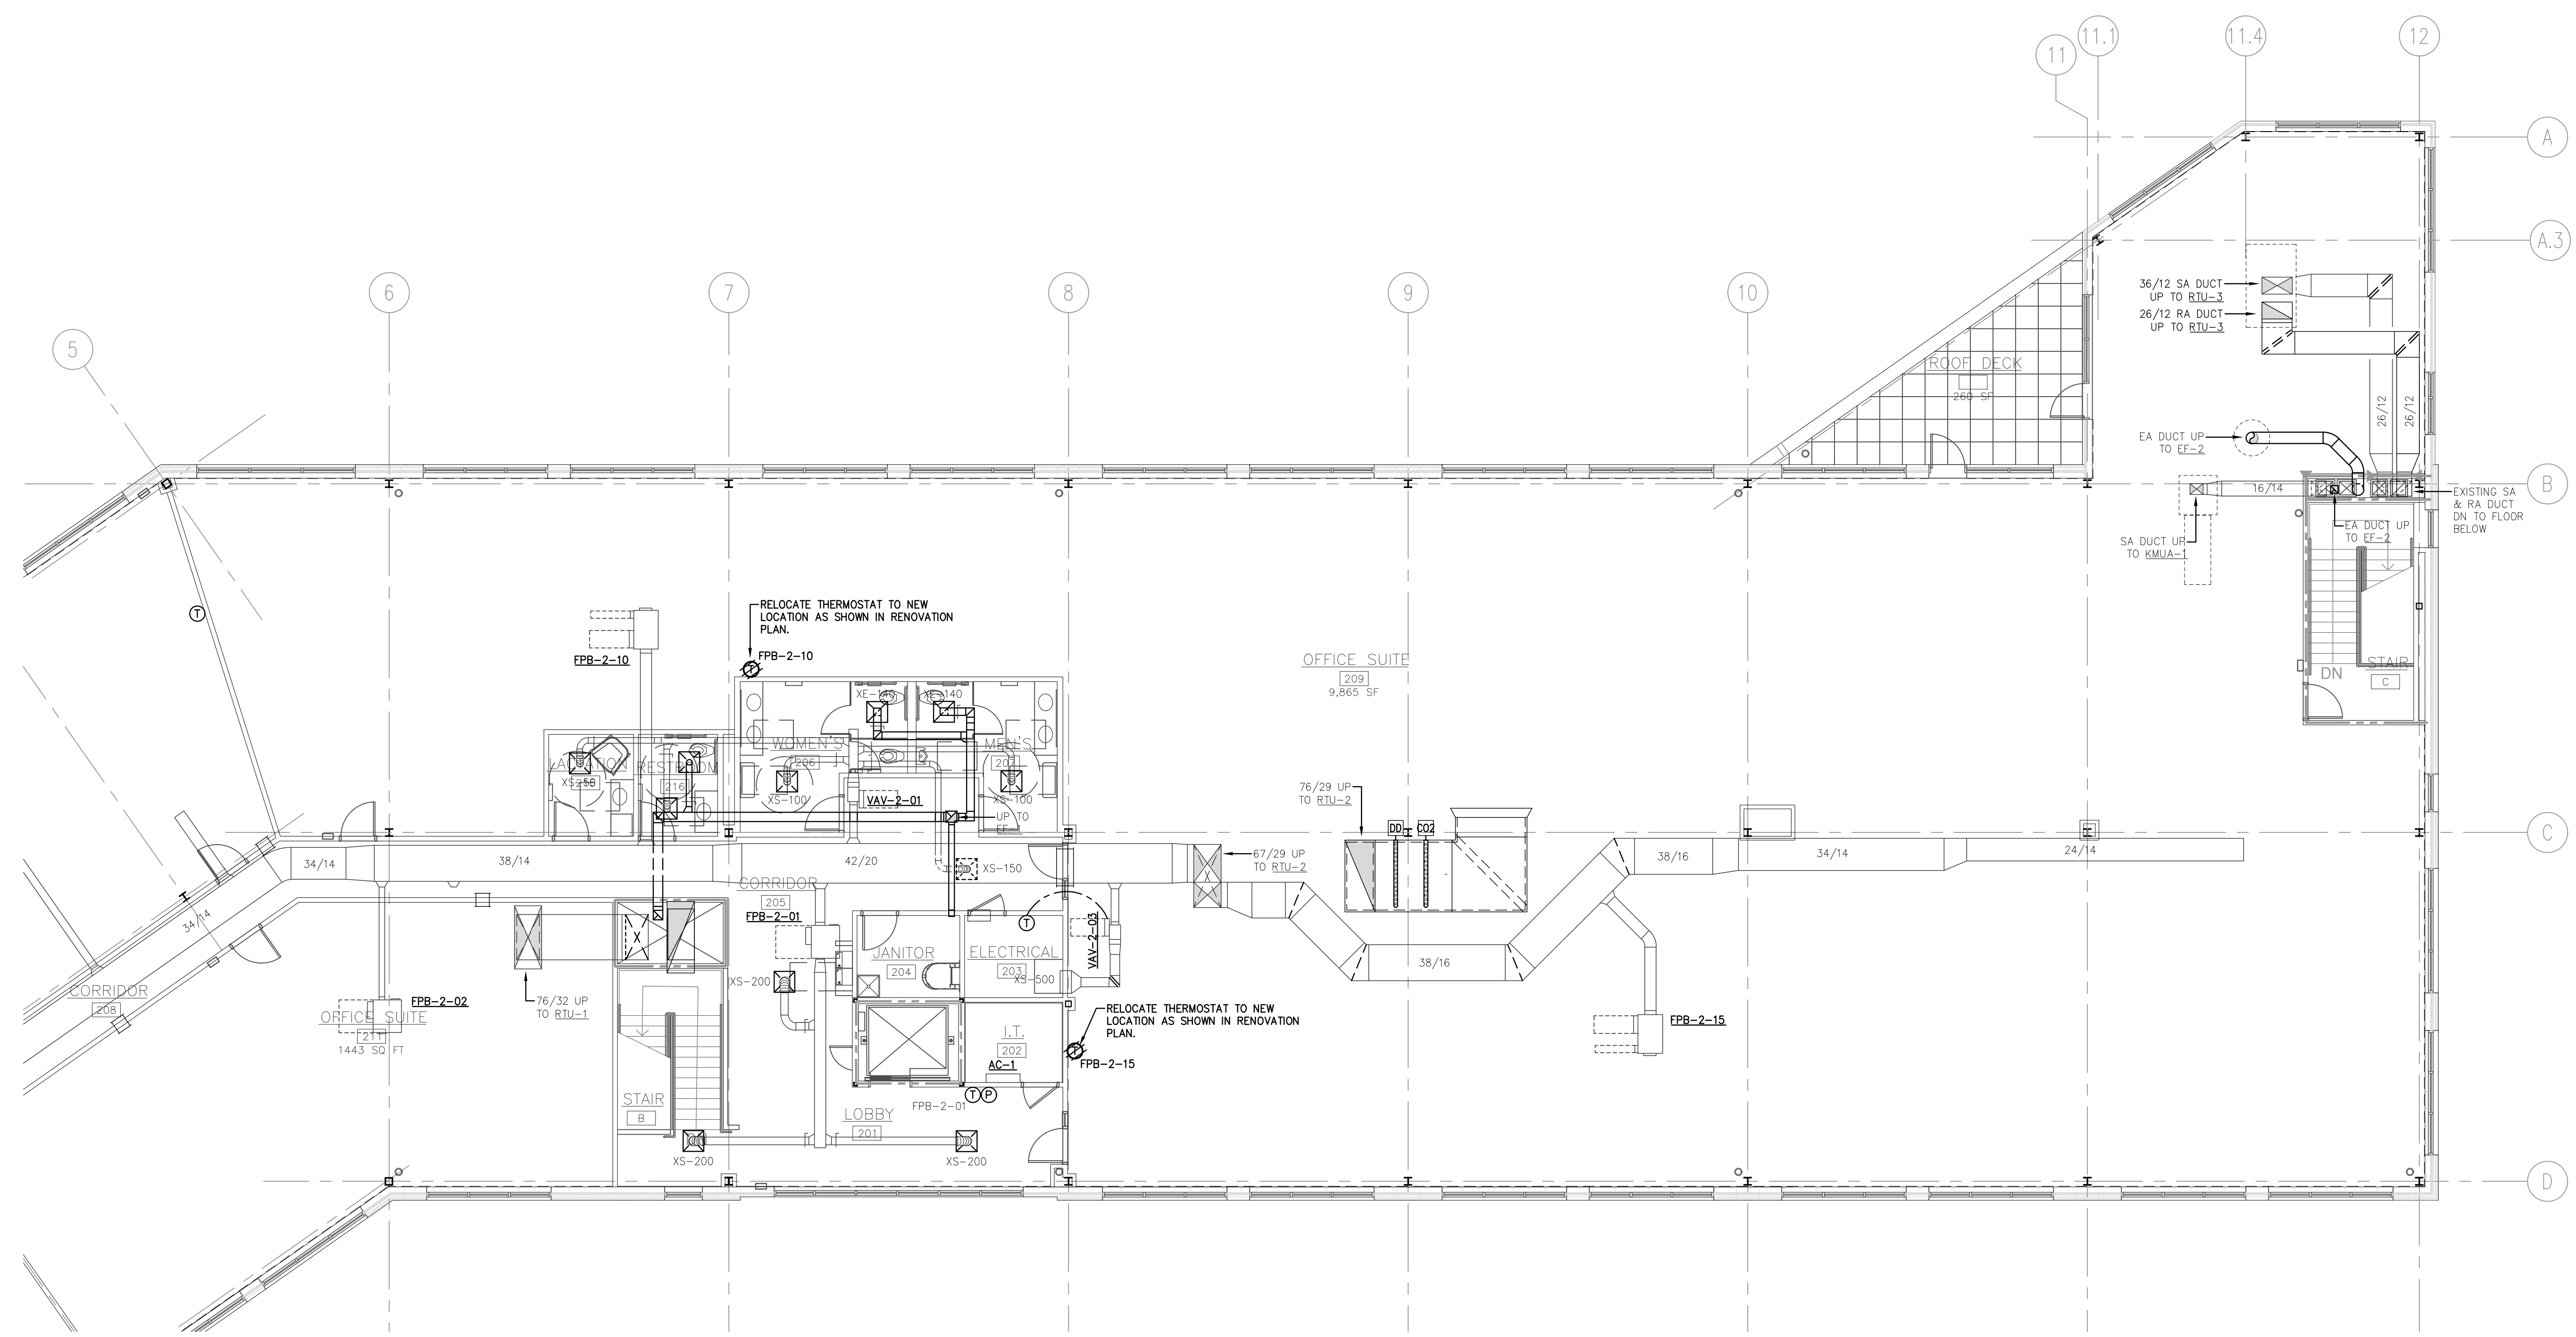 11
11.1
11.4
12
A
A.3
6
7
8
9
10
5
36/12 SA DUCT
UP TO RTU-3
26/12 RA DUCT
UP TO RTU-3
ROOF DECK
260 SF
26/12
26/12
EA DUCT UP
TO EF-2
B
16/14
EXISTING SA
& RA DUCT
DN TO FLOOR
BELOW
EA DUCT UP
TO EF-2
SA DUCT UP
TO KMUA-1
T
RELOCATE THERMOSTAT TO NEW
LOCATION AS SHOWN IN RENOVATION
PLAN.
FPB-2-10
T
FPB-2-10
OFFICE SUITE
209
9,865 SF
STAIR
C
DN
XE-140
XE-140
WOMEN'S
206
MEN'S
207
LACTATION
RESTROOM
216
XS-100
VAV-2-01
XS-100
76/29 UP
TO RTU-2
UP TO
DD
CO2
C
34/14
38/14
42/20
XS-150
67/29 UP
TO RTU-2
38/16
34/14
24/14
CORRIDOR
205
FPB-2-01
34/14
T
VAV-2-03
JANITOR
204
ELECTRICAL
203
XS-500
38/16
XS-200
CORRIDOR
208
FPB-2-02
OFFICE SUITE
211
1443 SQ FT
76/32 UP
TO RTU-1
RELOCATE THERMOSTAT TO NEW
LOCATION AS SHOWN IN RENOVATION
PLAN.
FPB-2-15
I.T.
202
AC-1
T
FPB-2-15
STAIR
B
FPB-2-01
T
P
LOBBY
201
XS-200
XS-200
D